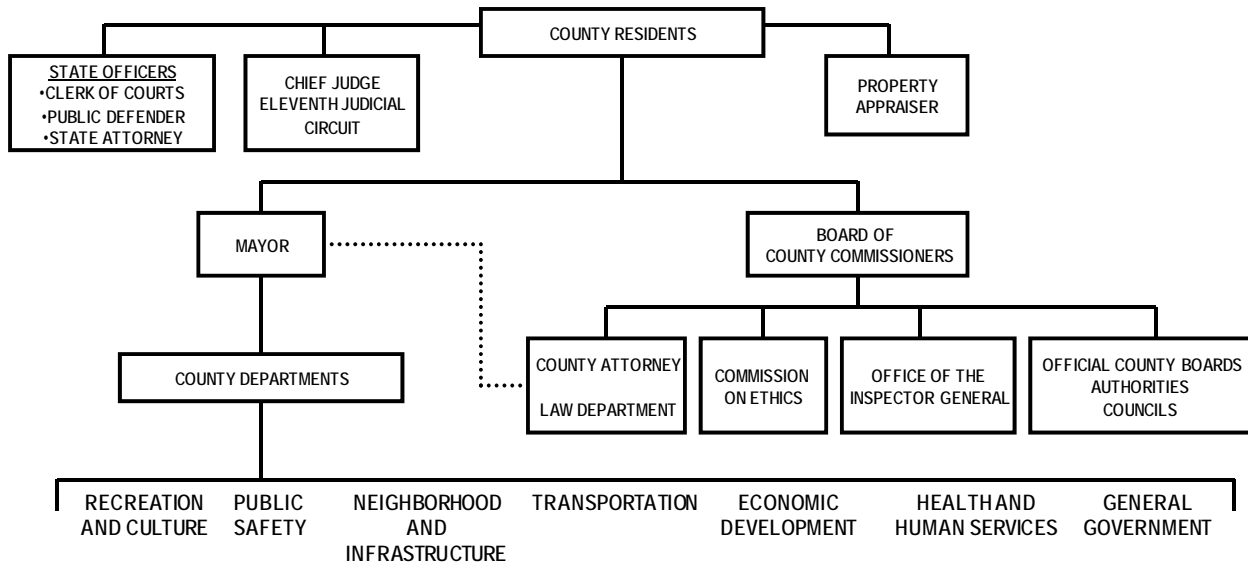 COUNTY RESIDENTS
STATE OFFICERS
•CLERK OF COURTS
•PUBLIC DEFENDER
•STATE ATTORNEY
CHIEF JUDGE
ELEVENTH JUDICIAL
CIRCUIT
PROPERTY
APPRAISER
MAYOR
BOARD OF
COUNTY COMMISSIONERS
COUNTY DEPARTMENTS
COUNTY ATTORNEY
LAW DEPARTMENT
COMMISSION
ON ETHICS
OFFICE OF THE
INSPECTOR GENERAL
OFFICIAL COUNTY BOARDS
AUTHORITIES
COUNCILS
RECREATION
AND CULTURE
PUBLIC
SAFETY
NEIGHBORHOOD
AND
INFRASTRUCTURE
TRANSPORTATION
ECONOMIC
DEVELOPMENT
HEALTH AND
HUMAN SERVICES
GENERAL
GOVERNMENT